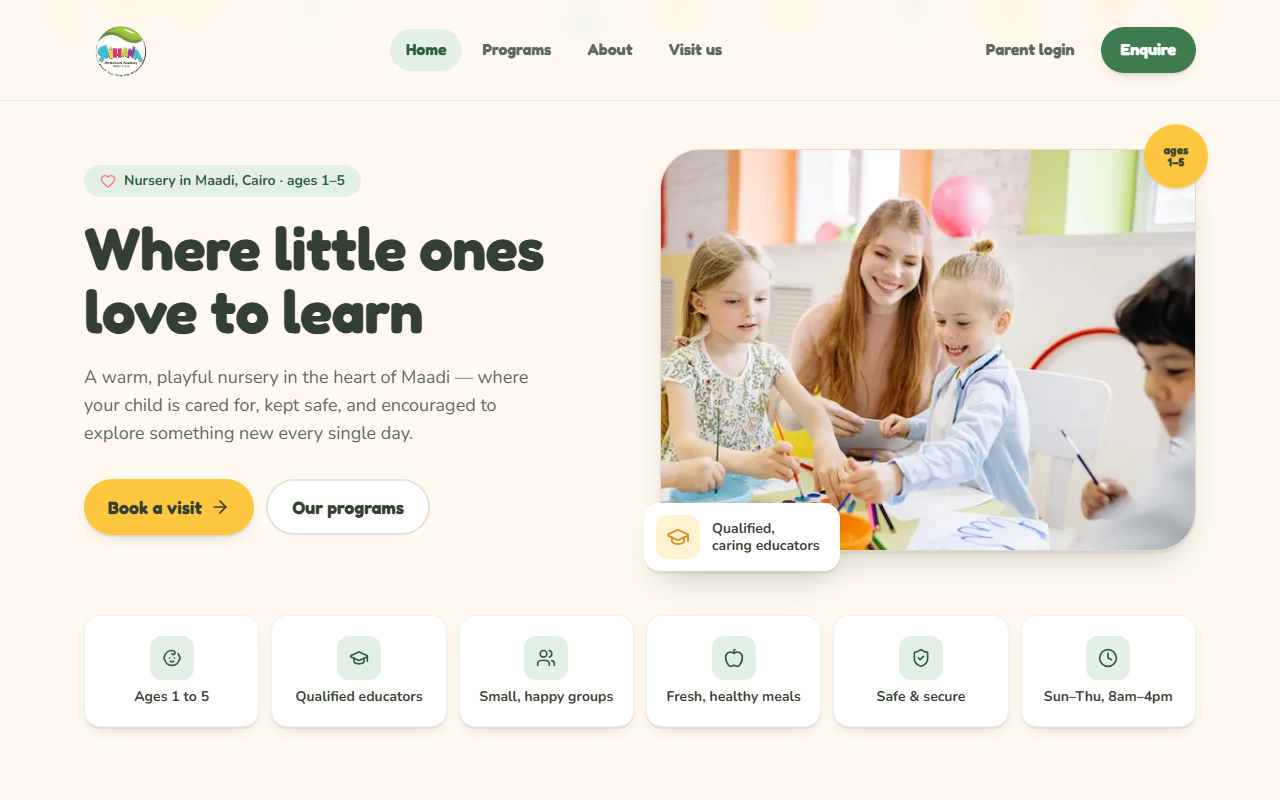 RIHANA
Home
Programs
About
Visit us
Parent login
Enquire
Nursery in Maadi, Cairo · ages 1–5
ages
1–5
Where little ones
love to learn
A warm, playful nursery in the heart of Maadi — where
your child is cared for, kept safe, and encouraged to
explore something new every single day.
Book a visit
Our programs
Qualified,
caring educators
Ages 1 to 5
Qualified educators
Small, happy groups
Fresh, healthy meals
Safe & secure
Sun–Thu, 8am–4pm